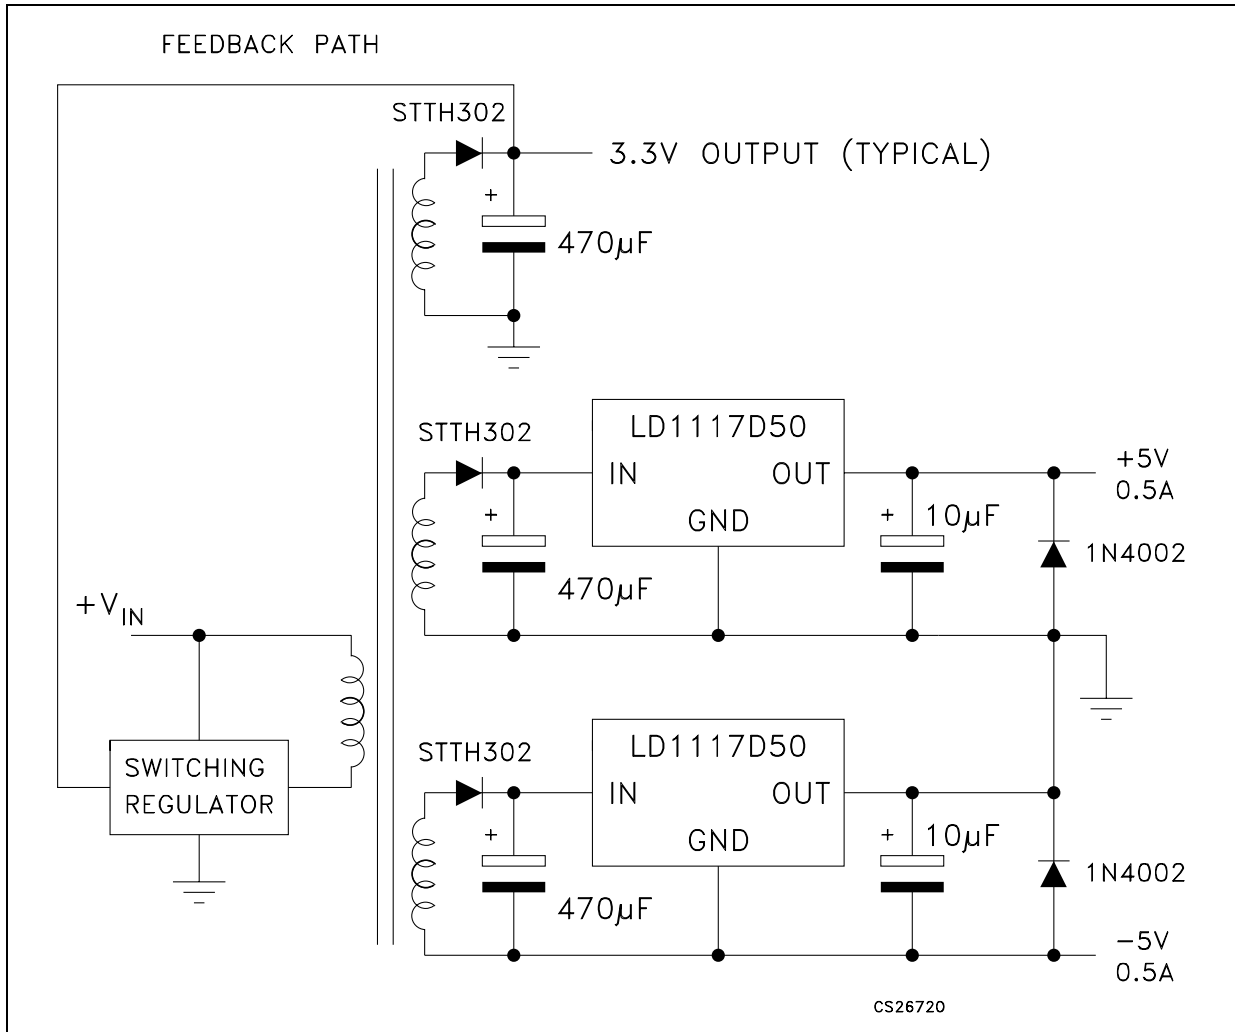 FEEDBACK PATH
STTH302
3.3V OUTPUT (TYPICAL)
+
470µF
STTH302
LD1117D50
IN
OUT
GND
+
470µF
+
10µF
+5V
0.5A
1N4002
+VIN
SWITCHING
REGULATOR
STTH302
LD1117D50
IN
OUT
GND
+
470µF
+
10µF
1N4002
−5V
0.5A
CS26720